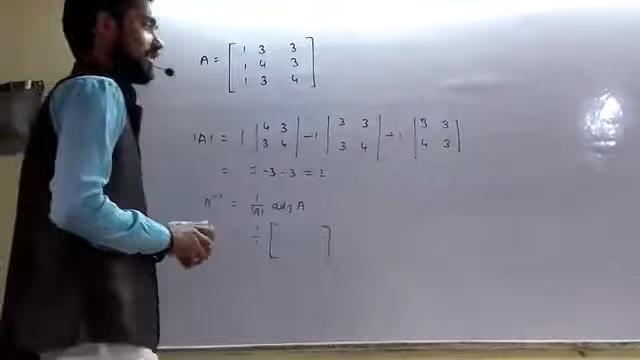 A = [ 1 3 3
1 4 3
1 3 4 ]
|A| = 1 | 4 3 | -1 | 3 3 | +1 | 3 3 |
| 3 4 | | 3 4 | | 4 3 |
= 7 -3 -3 = 1
A⁻¹ = 1/|A| adj A
1/1 [ ]